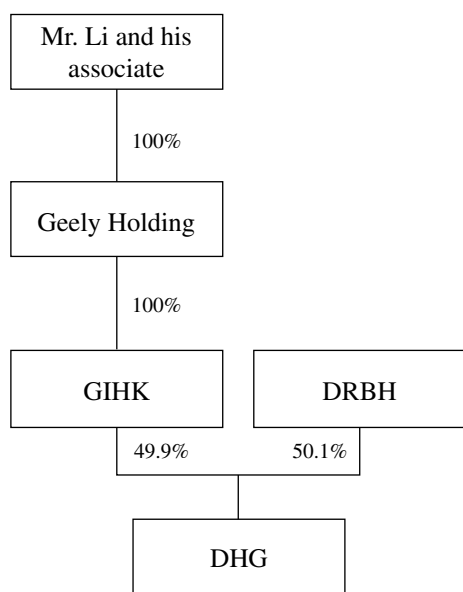 Mr. Li and his
associate
100%
Geely Holding
100%
GIHK
DRBH
49.9%
50.1%
DHG